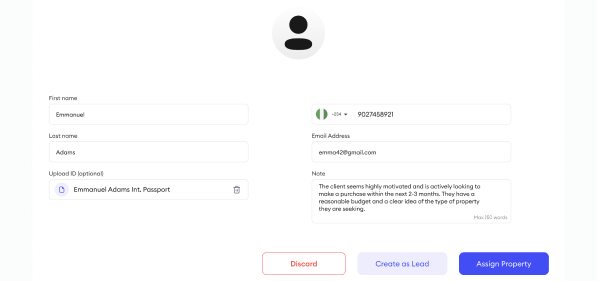 First name
Emmanuel
+234
9027458921
Last name
Adams
Email Address
emma42@gmail.com
Upload ID (optional)
Emmanuel Adams Int. Passport
Note
The client seems highly motivated and is actively looking to
make a purchase within the next 2-3 months. They have a
reasonable budget and a clear idea of the type of property
they are seeking.
Max 150 words
Discard
Create as Lead
Assign Property